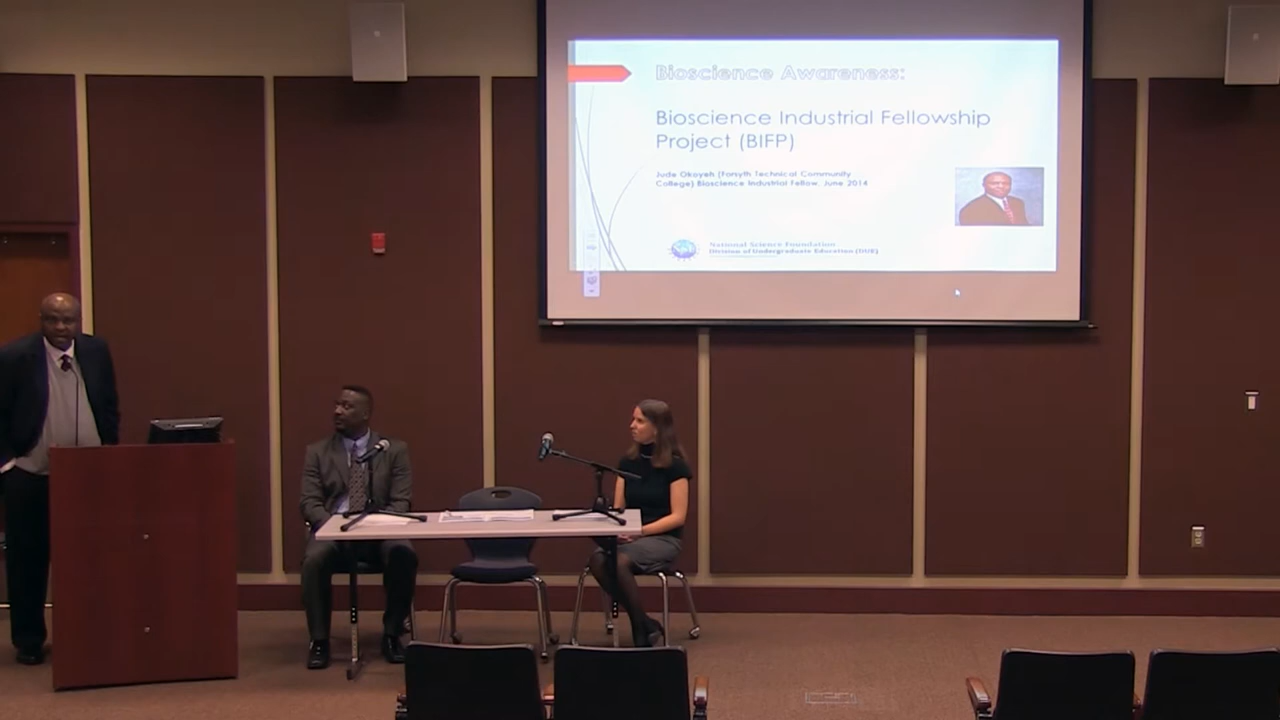 Bioscience Awareness:
Bioscience Industrial Fellowship
Project (BIFP)
Jude Okoyeh (Forsyth Technical Community
College) Bioscience Industrial Fellow, June 2014
National Science Foundation
Division of Undergraduate Education (DUE)